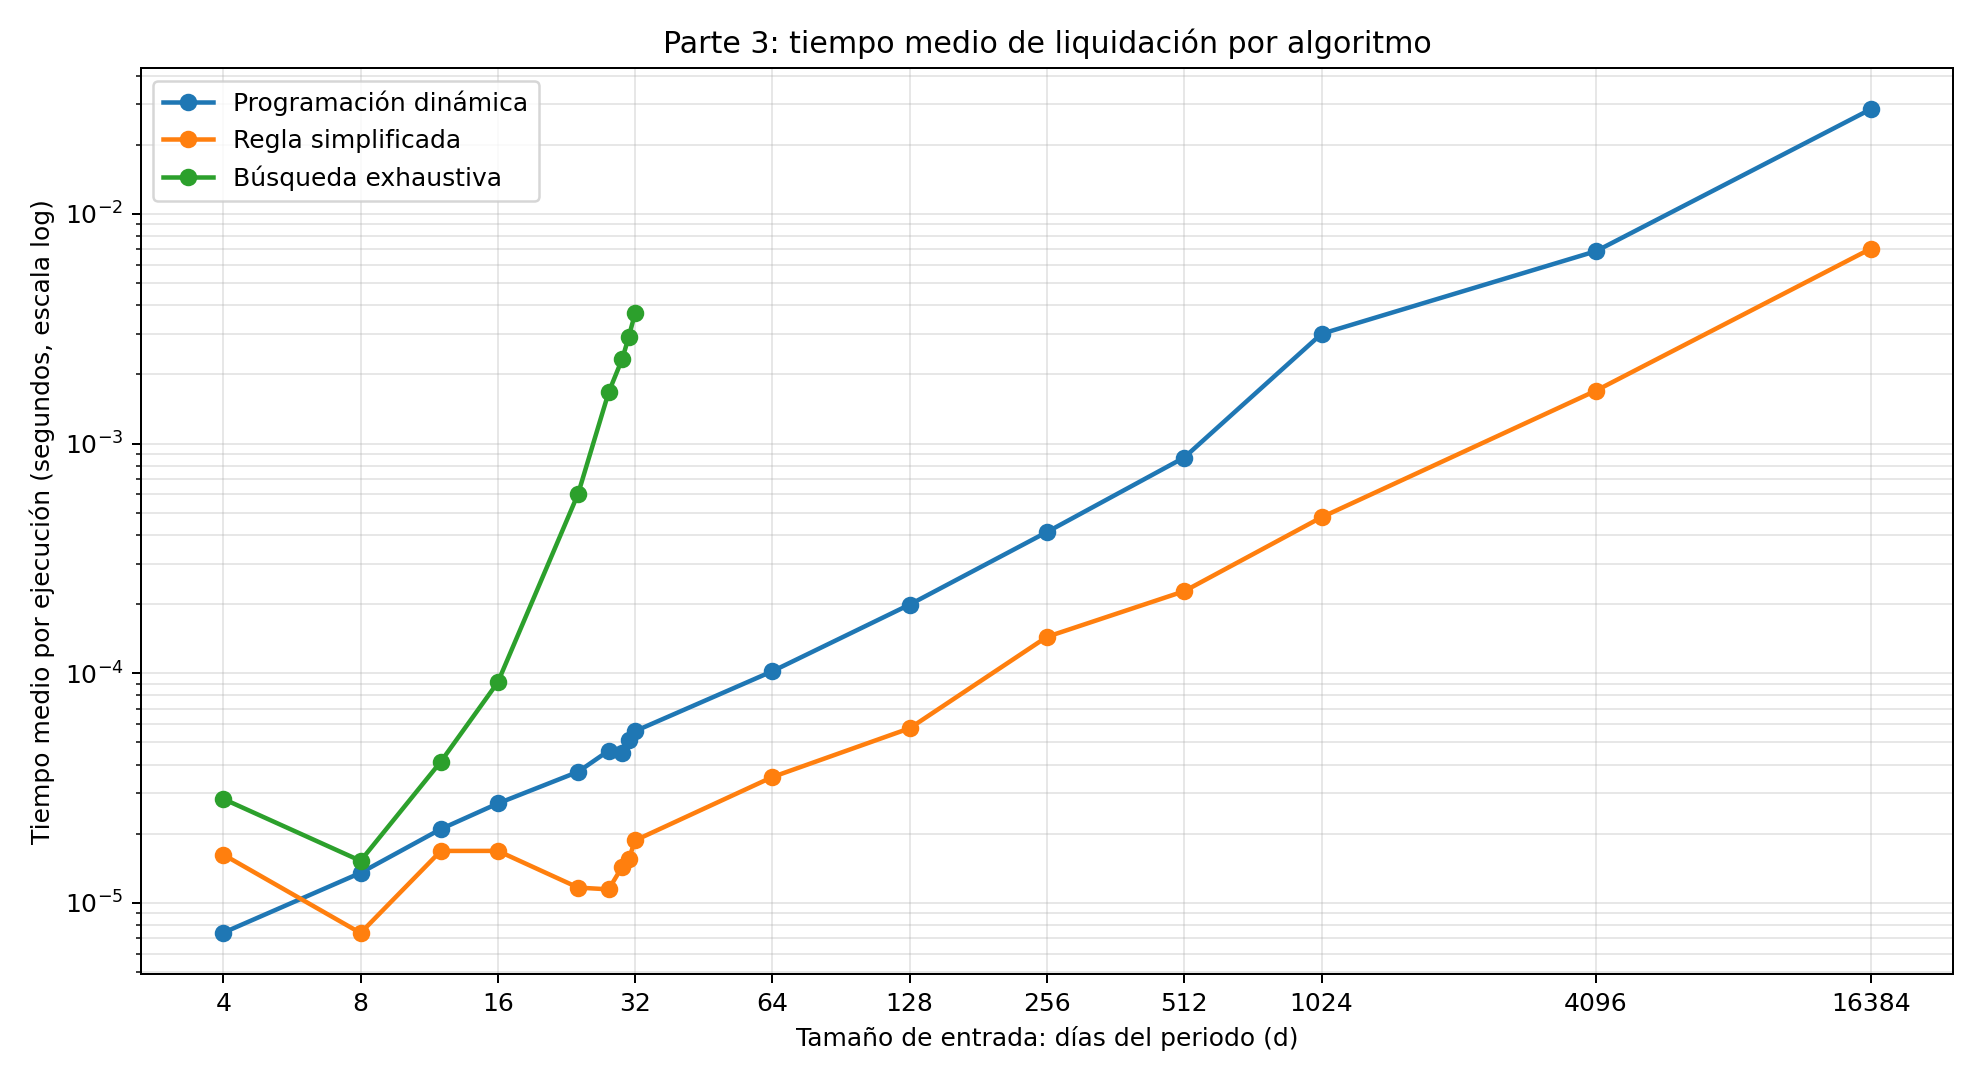 Parte 3: tiempo medio de liquidación por algoritmo
Programación dinámica
Regla simplificada
Búsqueda exhaustiva
Tiempo medio por ejecución (segundos, escala log)
10⁻²
10⁻³
10⁻⁴
10⁻⁵
4 8 16 32 64 128 256 512 1024 4096 16384
Tamaño de entrada: días del periodo (d)